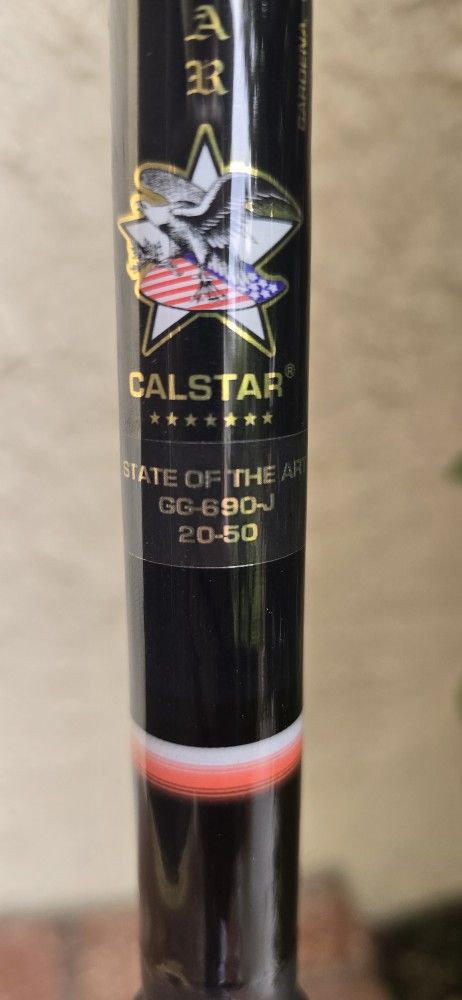 A
R
GARDENA
CALSTAR®
STATE OF THE ART
GG-690-J
20-50